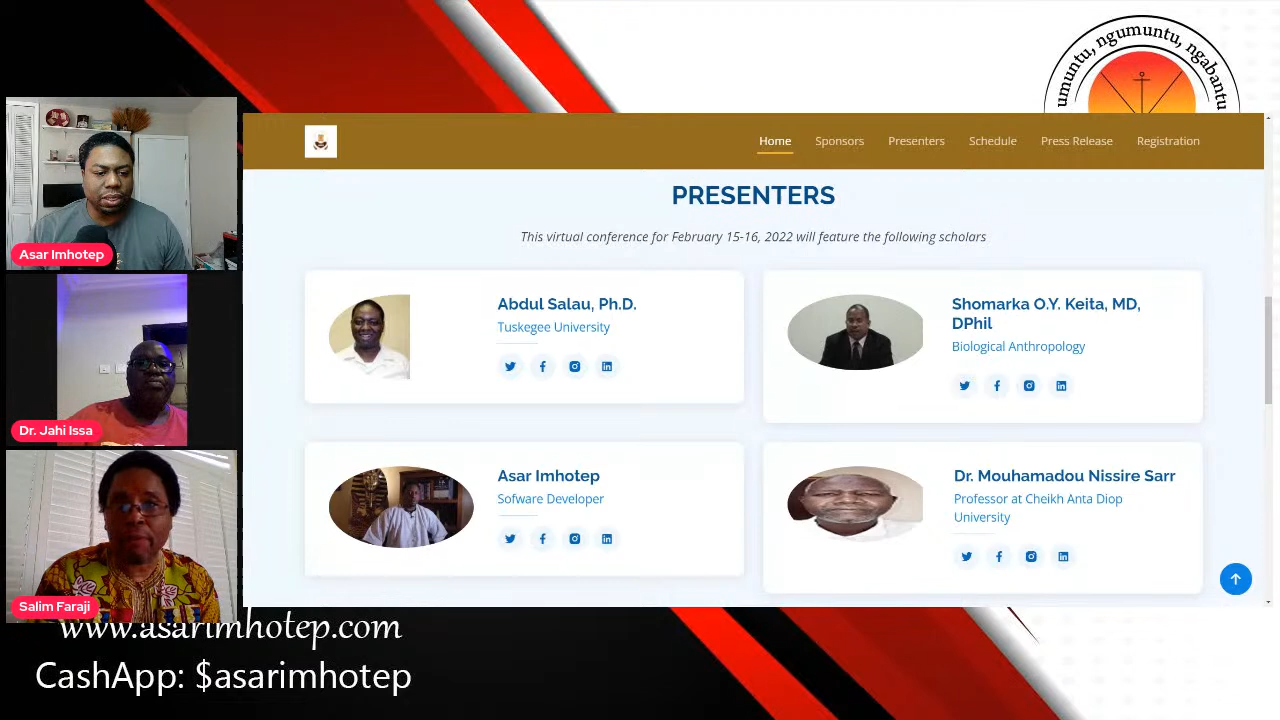 umuntu, ngumuntu, ngabantu
Home
Sponsors
Presenters
Schedule
Press Release
Registration
PRESENTERS
This virtual conference for February 15-16, 2022 will feature the following scholars
Abdul Salau, Ph.D.
Tuskegee University
Shomarka O.Y. Keita, MD,
DPhil
Biological Anthropology
Asar Imhotep
Sofware Developer
Dr. Mouhamadou Nissire Sarr
Professor at Cheikh Anta Diop
University
Asar Imhotep
Dr. Jahi Issa
Salim Faraji
www.asarimhotep.com
CashApp: $asarimhotep